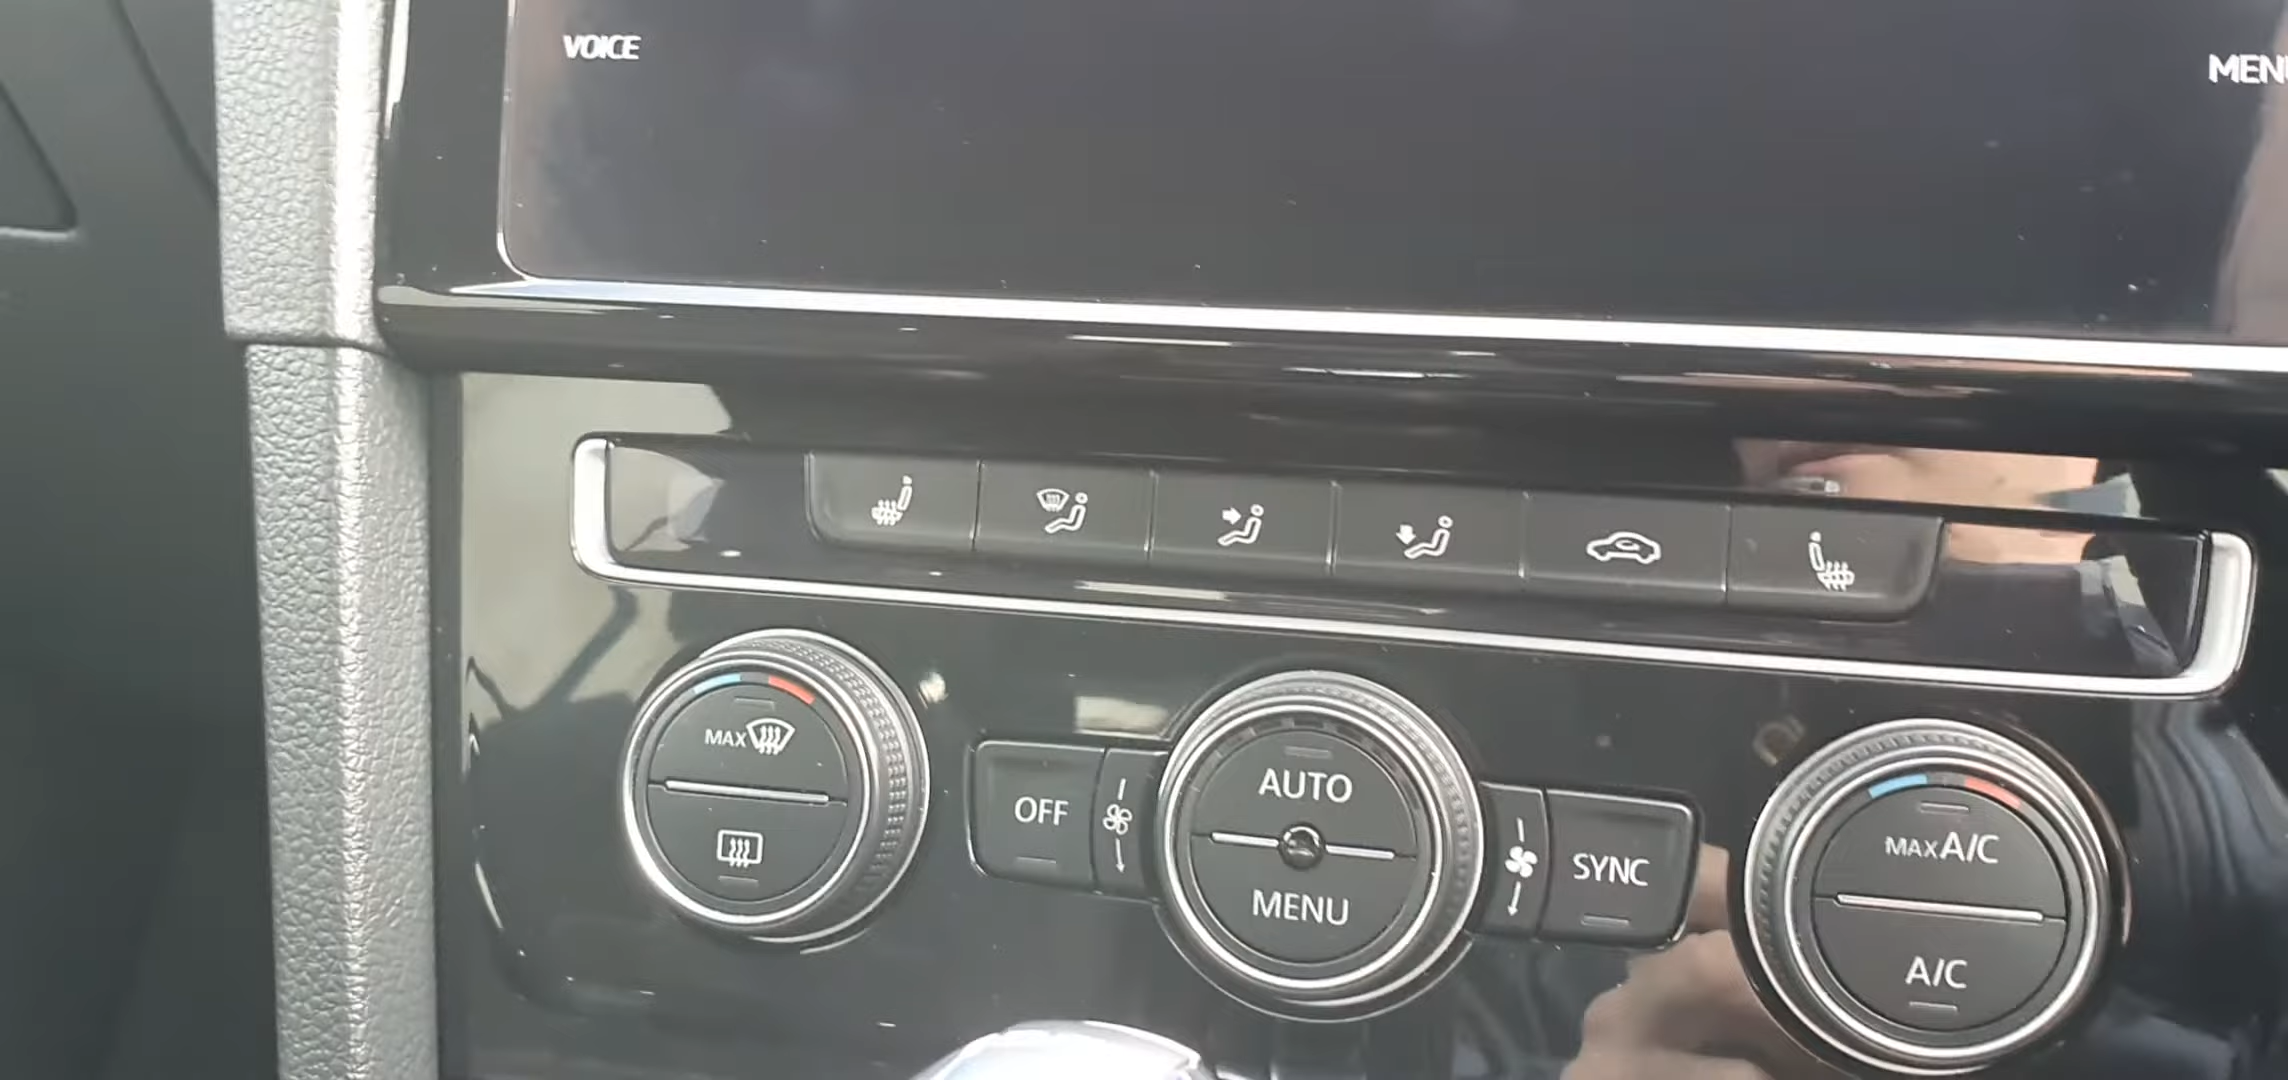 VOICE
MENU
MAX
AUTO
OFF
SYNC
MENU
MAX A/C
A/C